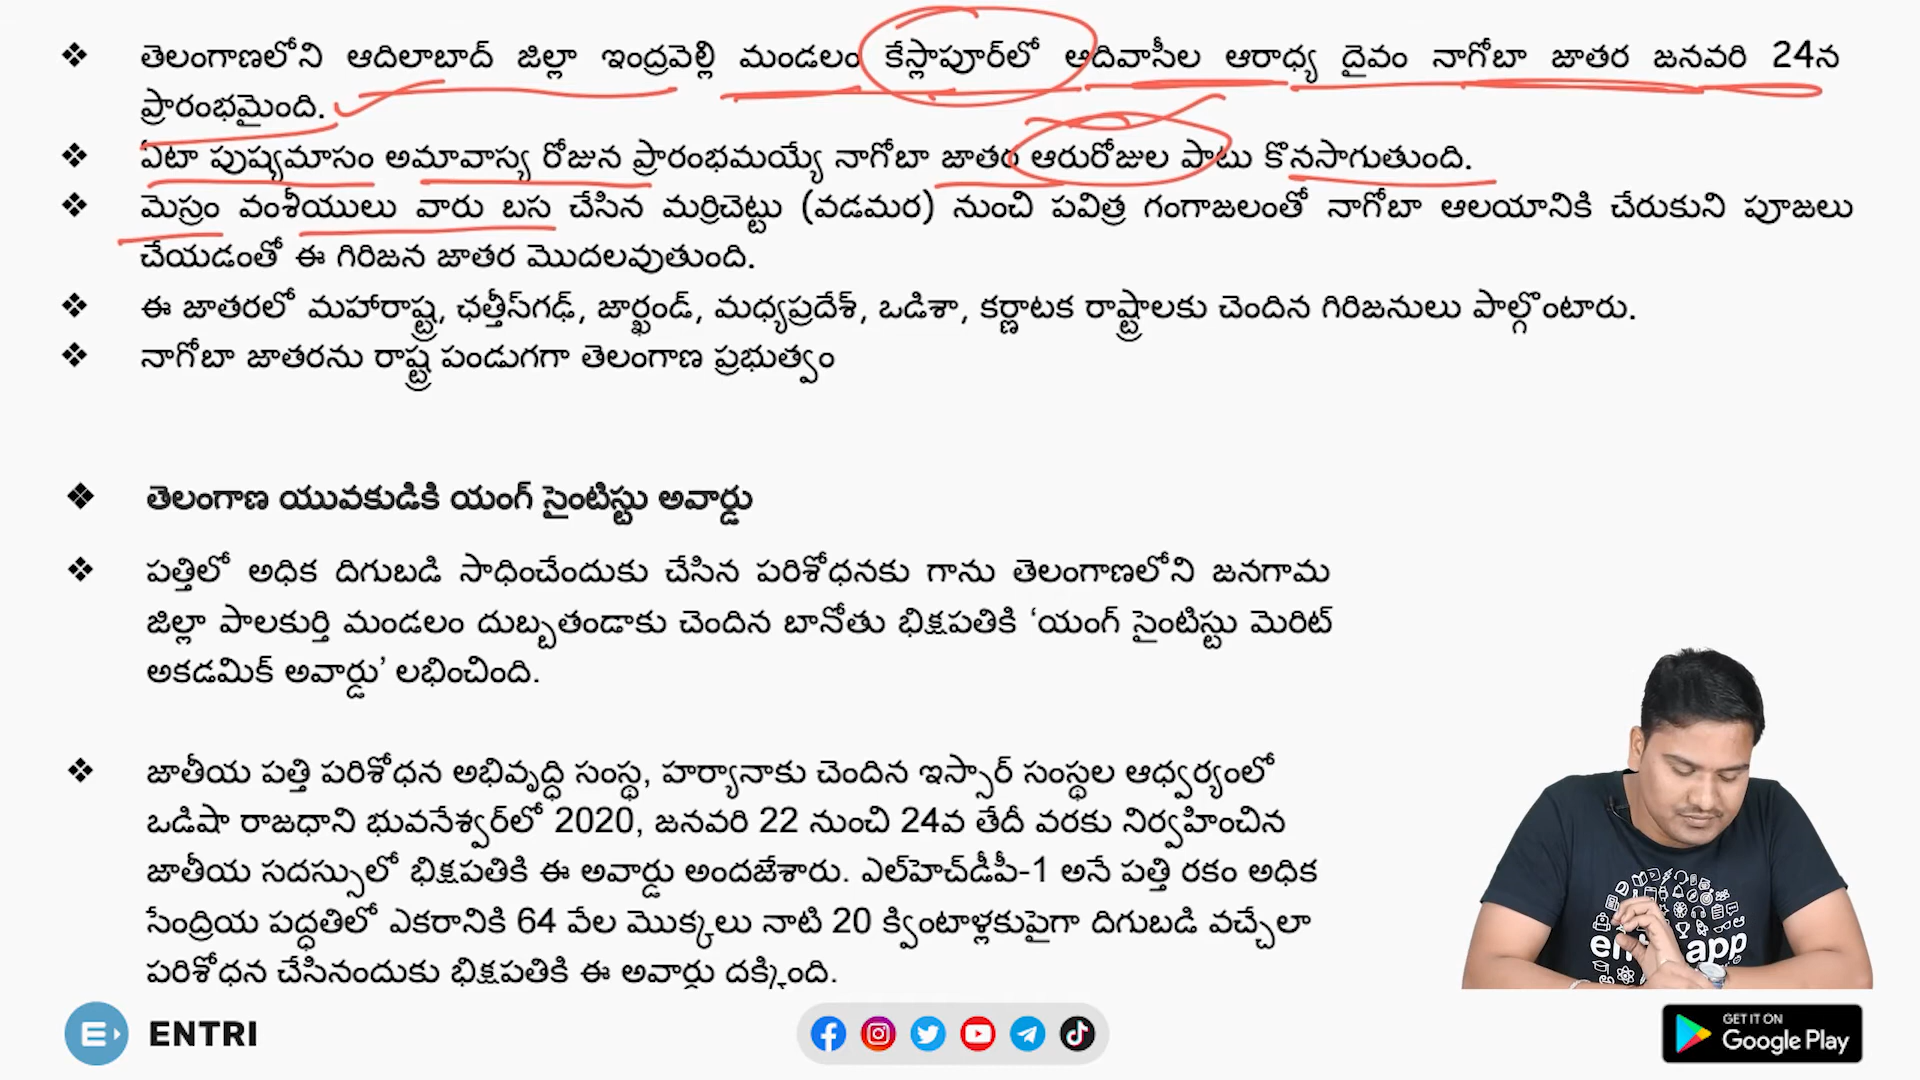 ❖ తెలంగాణలోని ఆదిలాబాద్ జిల్లా ఇంద్రవెల్లి మండలం కేస్లాపూర్‌లో ఆదివాసీల ఆరాధ్య దైవం నాగోబా జాతర జనవరి 24న
ప్రారంభమైంది.
❖ ఏటా పుష్యమాసం అమావాస్య రోజున ప్రారంభమయ్యే నాగోబా జాతర ఆరురోజుల పాటు కొనసాగుతుంది.
❖ మెస్రం వంశీయులు వారు బస చేసిన మర్రిచెట్టు (వడమర) నుంచి పవిత్ర గంగాజలంతో నాగోబా ఆలయానికి చేరుకుని పూజలు
చేయడంతో ఈ గిరిజన జాతర మొదలవుతుంది.
❖ ఈ జాతరలో మహారాష్ట్ర, ఛత్తీస్‌గఢ్, జార్ఖండ్, మధ్యప్రదేశ్, ఒడిశా, కర్ణాటక రాష్ట్రాలకు చెందిన గిరిజనులు పాల్గొంటారు.
❖ నాగోబా జాతరను రాష్ట్ర పండుగగా తెలంగాణ ప్రభుత్వం
❖ తెలంగాణ యువకుడికి యంగ్ సైంటిస్టు అవార్డు
❖ పత్తిలో అధిక దిగుబడి సాధించేందుకు చేసిన పరిశోధనకు గాను తెలంగాణలోని జనగామ
జిల్లా పాలకుర్తి మండలం దుబ్బతండాకు చెందిన బానోతు భిక్షపతికి ‘యంగ్ సైంటిస్టు మెరిట్
అకడమిక్ అవార్డు’ లభించింది.
❖ జాతీయ పత్తి పరిశోధన అభివృద్ధి సంస్థ, హర్యానాకు చెందిన ఇస్సార్ సంస్థల ఆధ్వర్యంలో
ఒడిషా రాజధాని భువనేశ్వర్‌లో 2020, జనవరి 22 నుంచి 24వ తేదీ వరకు నిర్వహించిన
జాతీయ సదస్సులో భిక్షపతికి ఈ అవార్డు అందజేశారు. ఎల్‌హెచ్‌డీపీ-1 అనే పత్తి రకం అధిక
సేంద్రియ పద్ధతిలో ఎకరానికి 64 వేల మొక్కలు నాటి 20 క్వింటాళ్లకుపైగా దిగుబడి వచ్చేలా
పరిశోధన చేసినందుకు భిక్షపతికి ఈ అవార్డు దక్కింది.
app
ENTRI
GET IT ON
Google Play